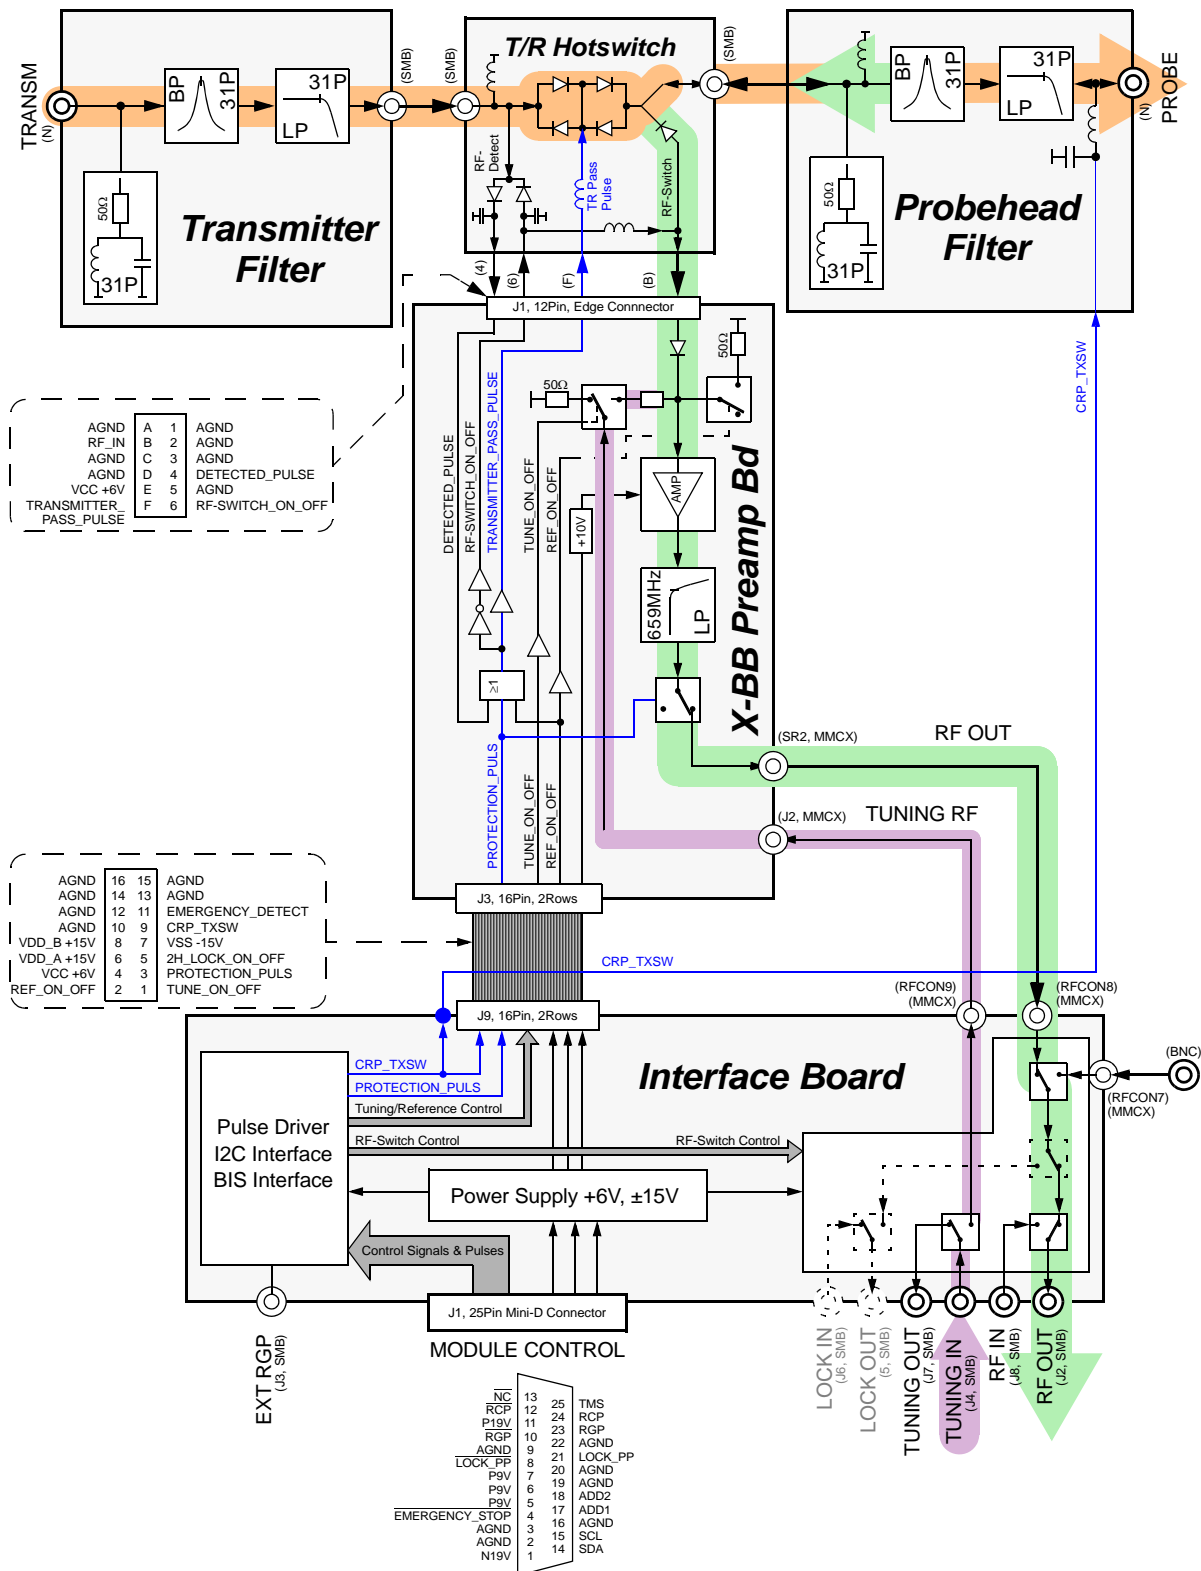 TRANSM
(N)
BP
31P
31P
LP
(SMB)
(SMB)
50Ω
31P
Transmitter
Filter
T/R Hotswitch
(SMB)
RF-
Detect
TR Pass
Pulse
RF-Switch
(4)
(6)
(F)
(B)
BP
31P
31P
LP
PROBE
(N)
50Ω
31P
Probehead
Filter
CRP_TXSW
J1, 12Pin, Edge Connnector
AGND A 1 AGND
RF_IN B 2 AGND
AGND C 3 AGND
AGND D 4 DETECTED_PULSE
VCC +6V E 5 AGND
TRANSMITTER_ F 6 RF-SWITCH_ON_OFF
PASS_PULSE
50Ω
50Ω
DETECTED_PULSE
RF-SWITCH_ON_OFF
TRANSMITTER_PASS_PULSE
TUNE_ON_OFF
REF_ON_OFF
+10V
AMP
659MHz
LP
≥1
X-BB Preamp Bd
PROTECTION_PULS
TUNE_ON_OFF
REF_ON_OFF
(SR2, MMCX)
RF OUT
(J2, MMCX)
TUNING RF
J3, 16Pin, 2Rows
AGND 16 15 AGND
AGND 14 13 AGND
AGND 12 11 EMERGENCY_DETECT
AGND 10 9 CRP_TXSW
VDD_B +15V 8 7 VSS -15V
VDD_A +15V 6 5 2H_LOCK_ON_OFF
VCC +6V 4 3 PROTECTION_PULS
REF_ON_OFF 2 1 TUNE_ON_OFF
CRP_TXSW
(RFCON9)
(MMCX)
(RFCON8)
(MMCX)
J9, 16Pin, 2Rows
Interface Board
(BNC)
(RFCON7)
(MMCX)
CRP_TXSW
PROTECTION_PULS
Tuning/Reference Control
RF-Switch Control
RF-Switch Control
Pulse Driver
I2C Interface
BIS Interface
Power Supply +6V, ±15V
Control Signals & Pulses
J1, 25Pin Mini-D Connector
MODULE CONTROL
EXT RGP
(J3, SMB)
LOCK IN
(J6, SMB)
LOCK OUT
(5, SMB)
TUNING OUT
(J7, SMB)
TUNING IN
(J4, SMB)
RF IN
(J8, SMB)
RF OUT
(J2, SMB)
NC 13
25 TMS
RCP 12
24 RCP
P19V 11
23 RGP
RGP 10
22 AGND
AGND 9
21 LOCK_PP
LOCK_PP 8
20 AGND
P9V 7
19 AGND
P9V 6
18 ADD2
P9V 5
17 ADD1
EMERGENCY_STOP 4
16 AGND
AGND 3
15 SCL
AGND 2
14 SDA
N19V 1